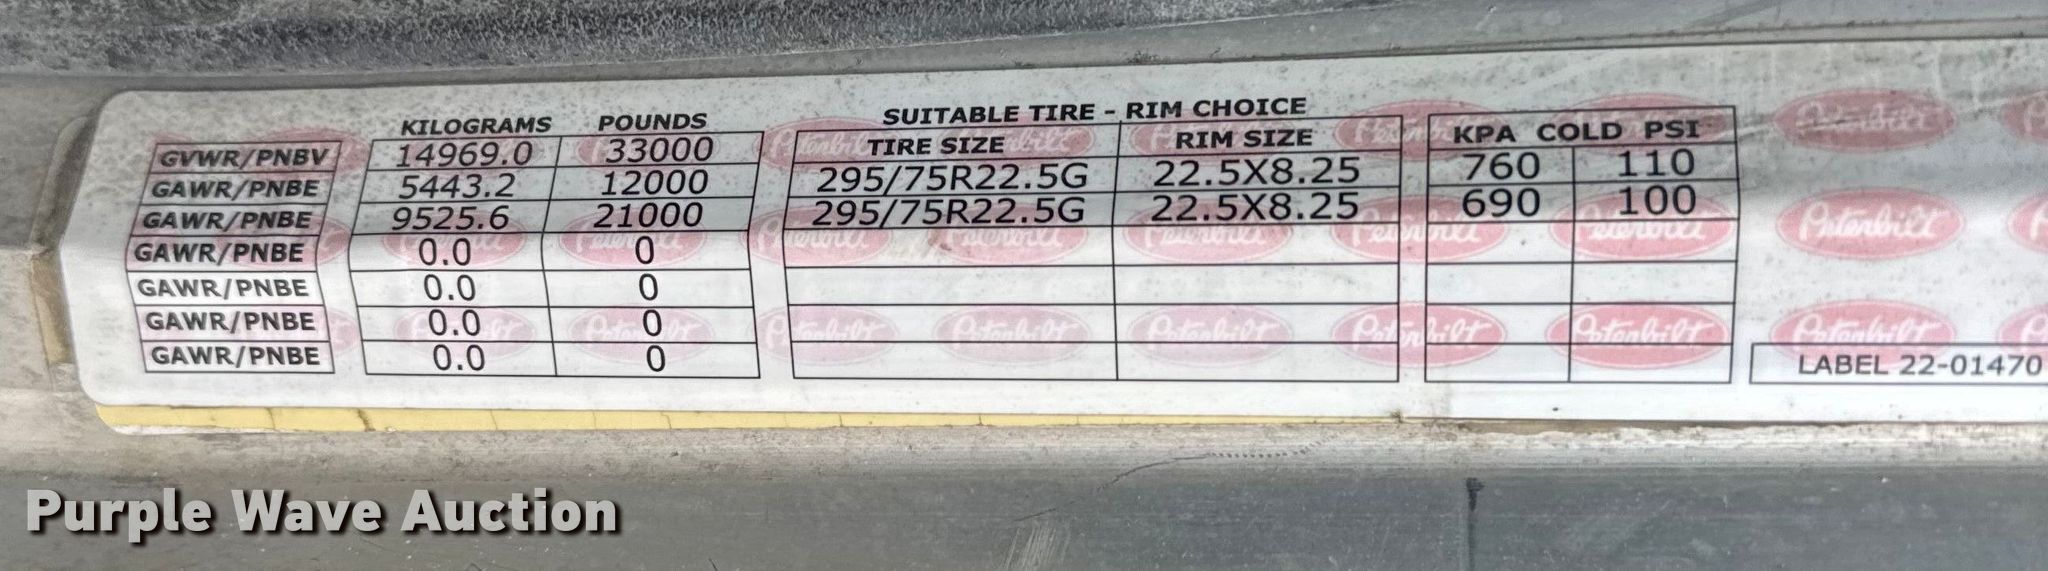 KILOGRAMS POUNDS SUITABLE TIRE - RIM CHOICE
TIRE SIZE RIM SIZE KPA COLD PSI
GVWR/PNBV 14969.0 33000
GAWR/PNBE 5443.2 12000 295/75R22.5G 22.5X8.25 760 110
GAWR/PNBE 9525.6 21000 295/75R22.5G 22.5X8.25 690 100
GAWR/PNBE 0.0 0
GAWR/PNBE 0.0 0
GAWR/PNBE 0.0 0
GAWR/PNBE 0.0 0
LABEL 22-01470
Peterbilt
Purple Wave Auction